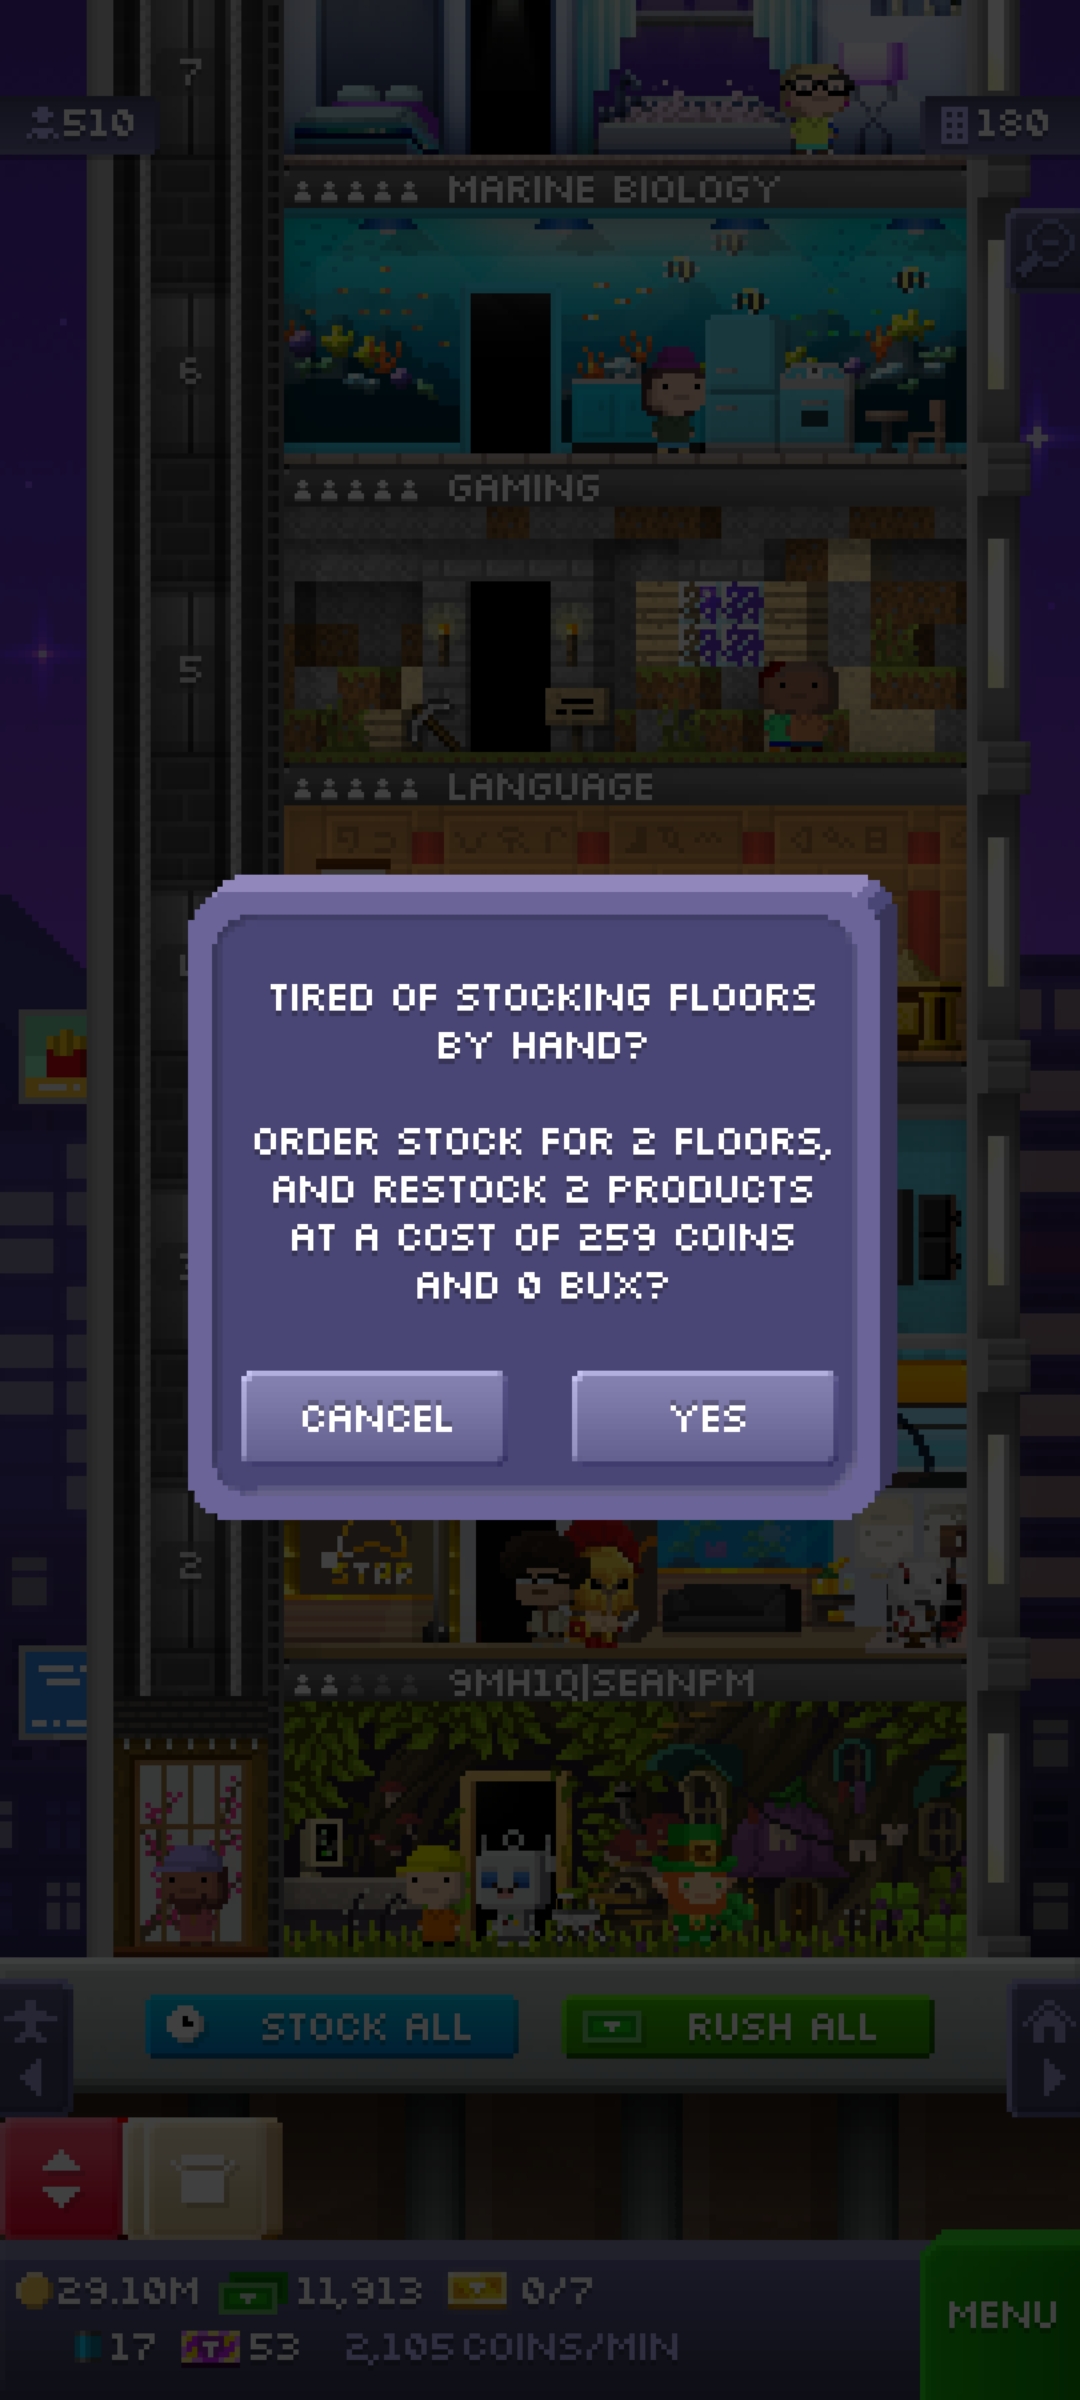 7
510
180
MARINE BIOLOGY
6
GAMING
5
LANGUAGE
TIRED OF STOCKING FLOORS
BY HAND?
ORDER STOCK FOR 2 FLOORS,
AND RESTOCK 2 PRODUCTS
AT A COST OF 259 COINS
AND 0 BUX?
CANCEL
YES
STAR
2
9MH1Q|SEANPM
STOCK ALL
RUSH ALL
29.10M
11,913
0/7
17
53
2,105 COINS/MIN
MENU